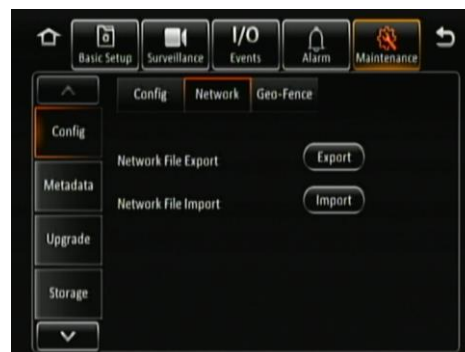 Basic Setup
Surveillance
I/O
Events
Alarm
Maintenance
Config
Network
Geo-Fence
Config
Metadata
Upgrade
Storage
Network File Export
Export
Network File Import
Import